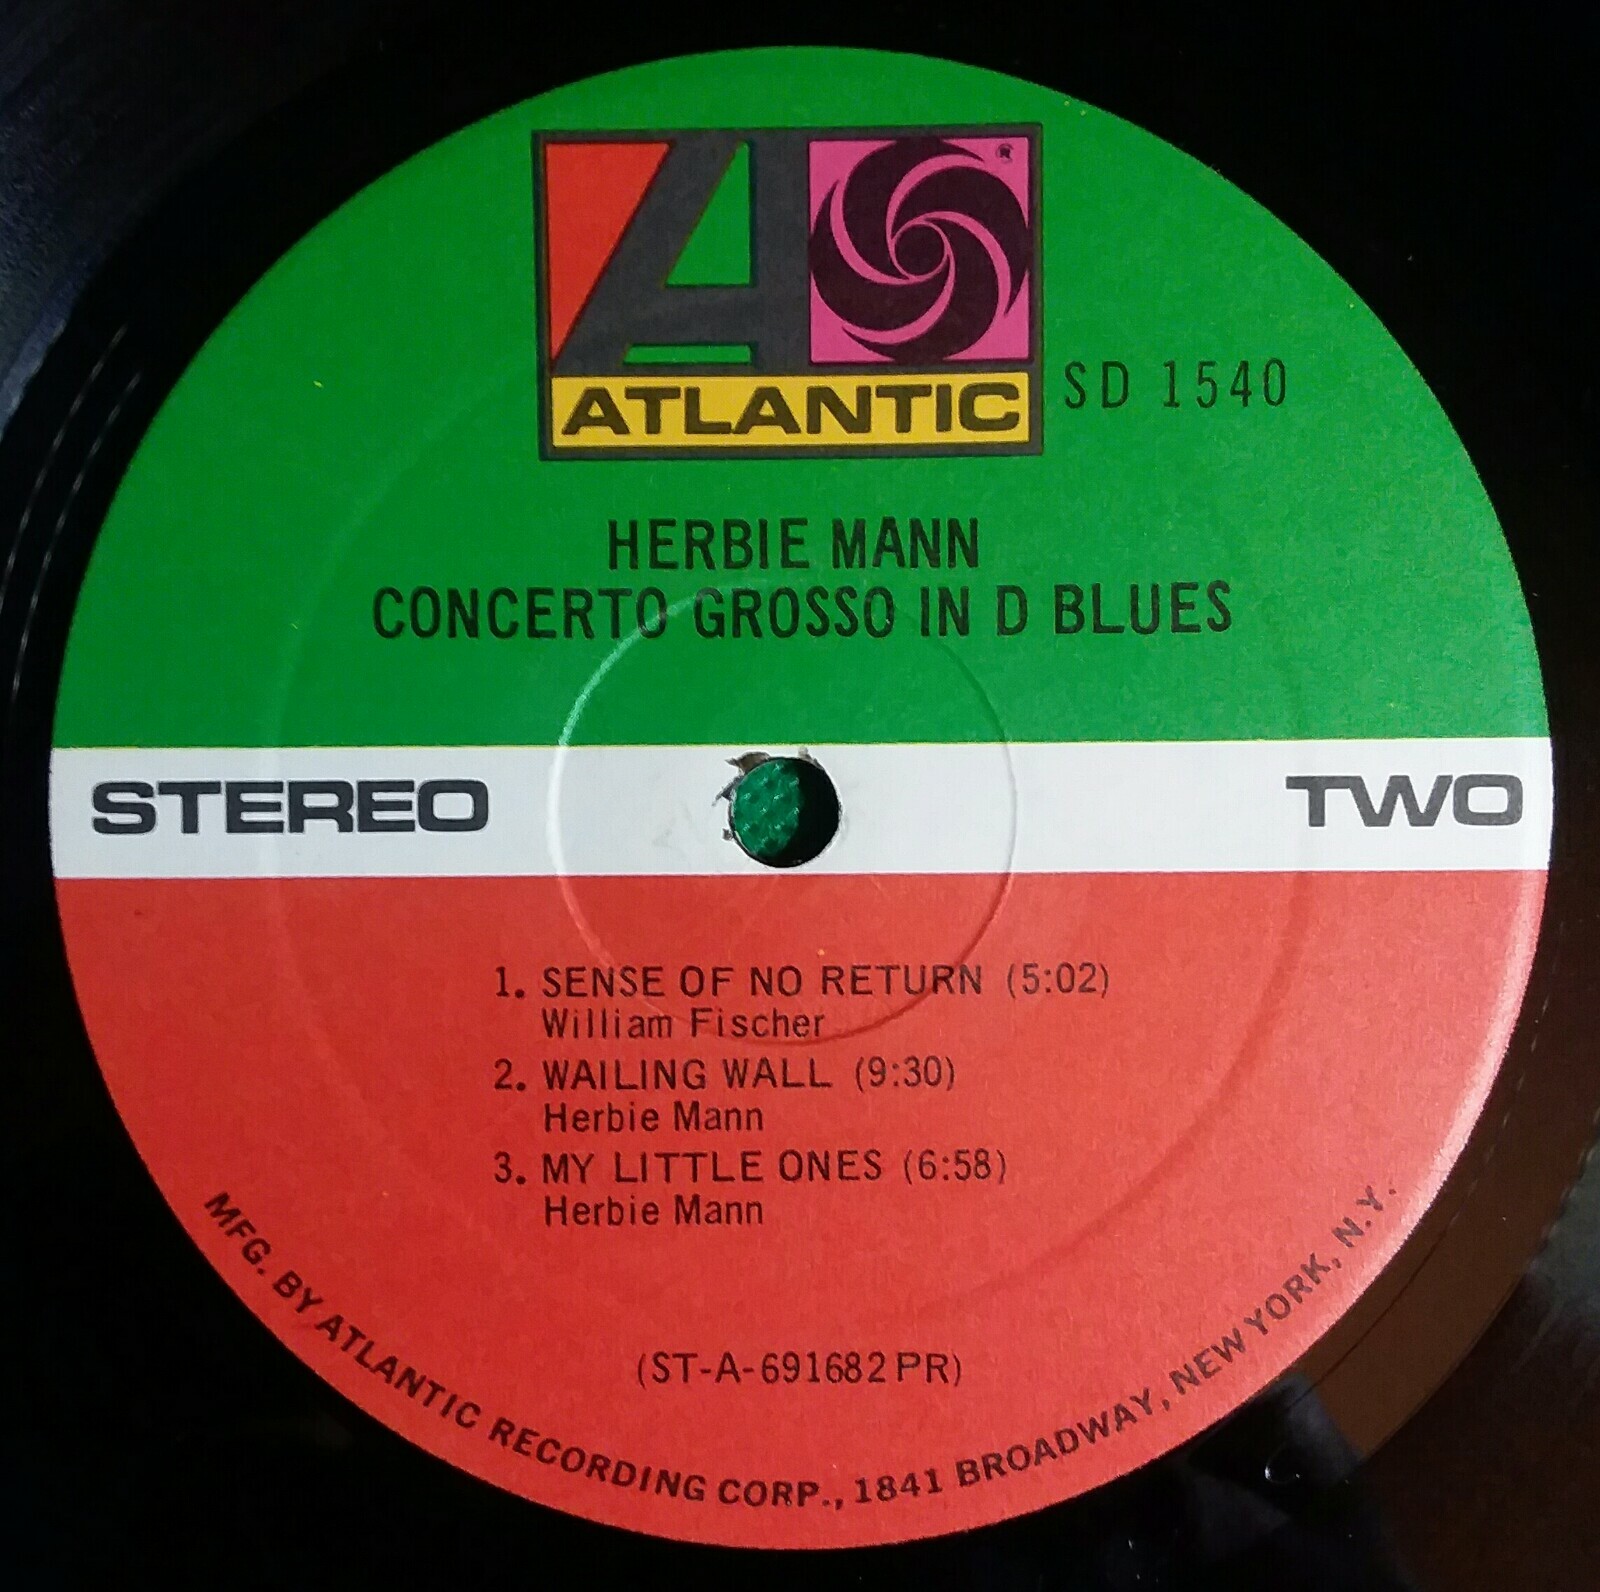 ®
ATLANTIC
SD 1540
HERBIE MANN
CONCERTO GROSSO IN D BLUES
STEREO
TWO
1. SENSE OF NO RETURN (5:02)
William Fischer
2. WAILING WALL (9:30)
Herbie Mann
3. MY LITTLE ONES (6:58)
Herbie Mann
(ST-A-691682 PR)
MFG. BY ATLANTIC RECORDING CORP., 1841 BROADWAY, NEW YORK, N.Y.